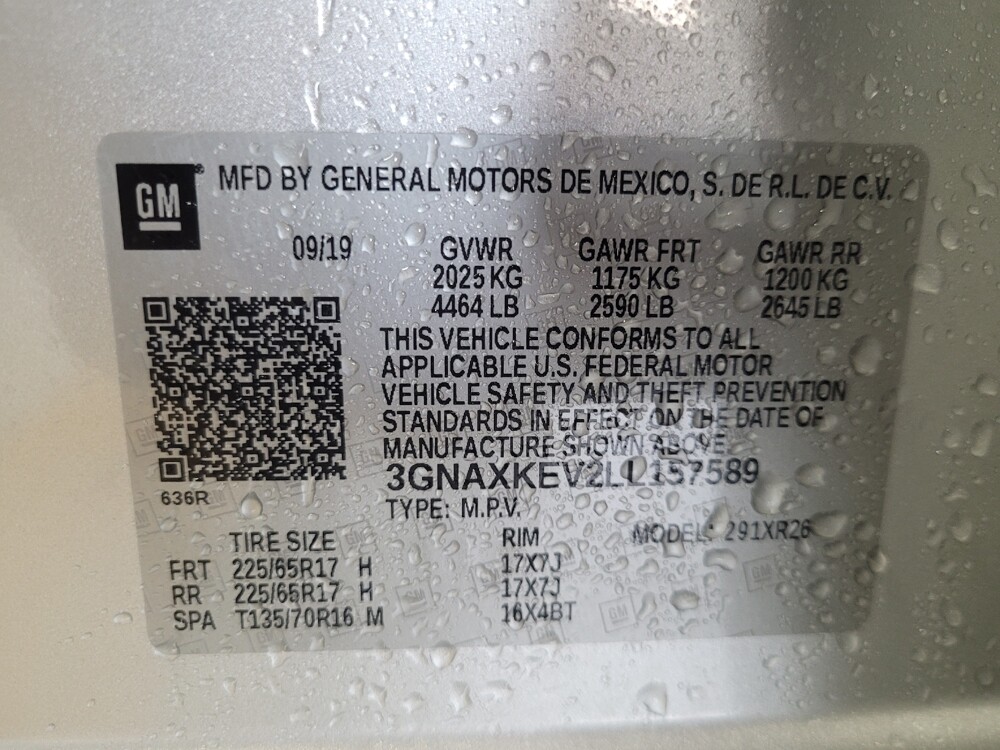 GM ® MFD BY GENERAL MOTORS DE MEXICO, S. DE R.L. DE C.V.
09/19 GVWR GAWR FRT GAWR RR
2025 KG 1175 KG 1200 KG
4464 LB 2590 LB 2645 LB
THIS VEHICLE CONFORMS TO ALL
APPLICABLE U.S. FEDERAL MOTOR
VEHICLE SAFETY AND THEFT PREVENTION
STANDARDS IN EFFECT ON THE DATE OF
MANUFACTURE SHOWN ABOVE.
3GNAXKEV2LL157589
636R
TYPE: M.P.V.
TIRE SIZE RIM MODEL: 291XR26
FRT 225/65R17 H 17X7J
RR 225/65R17 H 17X7J
SPA T135/70R16 M 16X4BT